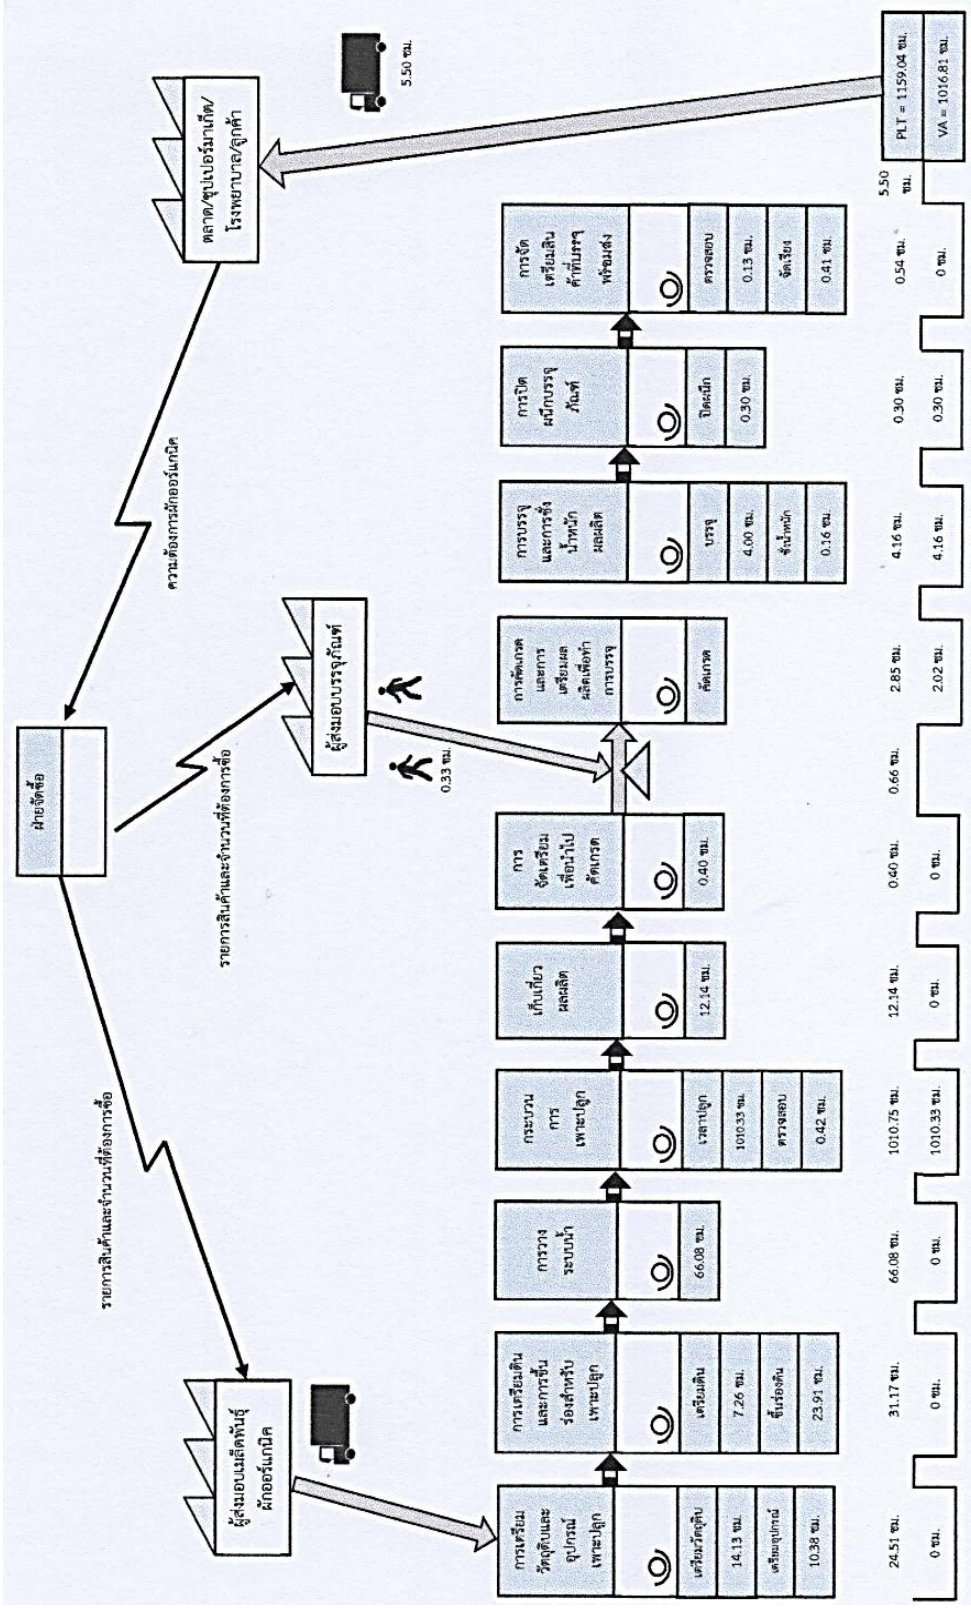 ฝ่ายจัดซื้อ
ความต้องการผักออร์แกนิค
รายการสินค้าและจำนวนที่ต้องการซื้อ
รายการสินค้าและจำนวนที่ต้องการซื้อ
ผู้ส่งมอบเมล็ดพันธุ์
ผักออร์แกนิค
ผู้ส่งมอบบรรจุภัณฑ์
0.33 ชม.
ตลาด/ซุปเปอร์มาเก็ต/
โรงพยาบาล/ลูกค้า
5.50 ชม.
การเตรียม
วัตถุดิบและ
อุปกรณ์
เพาะปลูก
เตรียมวัตถุดิบ
14.13 ชม.
เตรียมอุปกรณ์
10.38 ชม.
การเตรียมดิน
และการขึ้น
ร่องสำหรับ
เพาะปลูก
เตรียมดิน
7.26 ชม.
ขึ้นร่องดิน
23.91 ชม.
การวาง
ระบบน้ำ
66.08 ชม.
กระบวน
การ
เพาะปลูก
เวลาปลูก
1010.33 ชม.
ตรวจสอบ
0.42 ชม.
เก็บเกี่ยว
ผลผลิต
12.14 ชม.
การ
จัดเตรียม
เพื่อนำไป
คัดเกรด
0.40 ชม.
การคัดเกรด
และการ
เตรียมผล
ผลิตเพื่อทำ
การบรรจุ
คัดเกรด
การบรรจุ
และการชั่ง
น้ำหนัก
ผลผลิต
บรรจุ
4.00 ชม.
ชั่งน้ำหนัก
0.16 ชม.
การปิด
ผนึกบรรจุ
ภัณฑ์
ปิดผนึก
0.30 ชม.
การจัด
เตรียมสิน
ค้าที่บรรจุ
พร้อมส่ง
ตรวจสอบ
0.13 ชม.
จัดเรียง
0.41 ชม.
24.51 ชม.
31.17 ชม.
66.08 ชม.
1010.75 ชม.
12.14 ชม.
0.40 ชม.
0.66 ชม.
2.85 ชม.
4.16 ชม.
0.30 ชม.
0.54 ชม.
5.50
ชม.
0 ชม.
0 ชม.
0 ชม.
1010.33 ชม.
0 ชม.
0 ชม.
2.02 ชม.
4.16 ชม.
0.30 ชม.
0 ชม.
PLT = 1159.04 ชม.
VA = 1016.81 ชม.